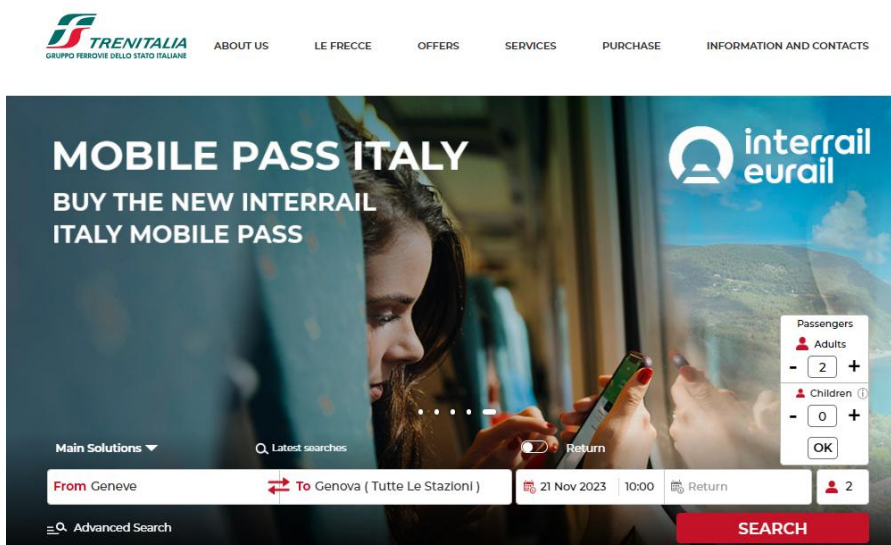 TRENITALIA
GRUPPO FERROVIE DELLO STATO ITALIANE
ABOUT US LE FRECCE OFFERS SERVICES PURCHASE INFORMATION AND CONTACTS
MOBILE PASS ITALY
BUY THE NEW INTERRAIL
ITALY MOBILE PASS
interrail
eurail
Passengers
Adults
- 2 +
Children i
- 0 +
OK
Main Solutions Latest searches Return
From Geneve To Genova ( Tutte Le Stazioni ) 21 Nov 2023 10:00 Return 2
Advanced Search SEARCH